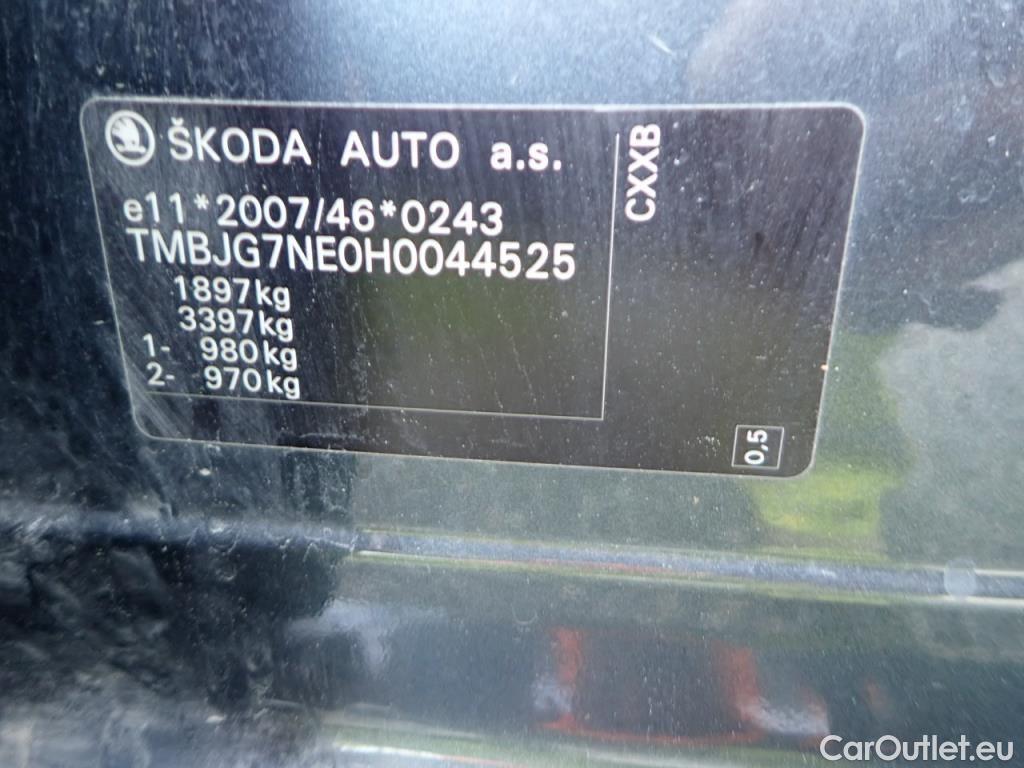 ŠKODA AUTO a.s.
e11*2007/46*0243
TMBJG7NE0H0044525
1897kg
3397kg
1- 980kg
2- 970kg
CXXB
0,5
CarOutlet.eu